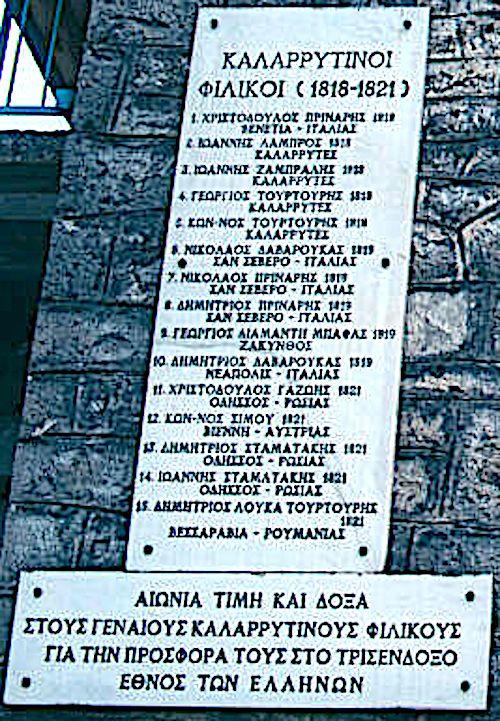 ΚΑΛΑΡΡΥΤΙΝΟΙ
ΦΙΛΙΚΟΙ (1818-1821)
1. ΧΡΙΣΤΟΔΟΥΛΟΣ ΠΡΙΝΑΡΗΣ 1818
ΒΕΝΕΤΙΑ - ΙΤΑΛΙΑΣ
2. ΙΩΑΝΝΗΣ ΛΑΜΠΡΟΣ 1818
ΚΑΛΑΡΡΥΤΕΣ
3. ΙΩΑΝΝΗΣ ΖΑΜΠΡΑΛΗΣ 1818
ΚΑΛΑΡΡΥΤΕΣ
4. ΓΕΩΡΓΙΟΣ ΤΟΥΡΤΟΥΡΗΣ 1818
ΚΑΛΑΡΡΥΤΕΣ
5. ΚΩΝ-ΝΟΣ ΤΟΥΡΤΟΥΡΗΣ 1818
ΚΑΛΑΡΡΥΤΕΣ
6. ΝΙΚΟΛΑΟΣ ΔΑΒΑΡΟΥΚΑΣ 1819
ΣΑΝ ΣΕΒΕΡΟ - ΙΤΑΛΙΑΣ
7. ΝΙΚΟΛΑΟΣ ΠΡΙΝΑΡΗΣ 1819
ΣΑΝ ΣΕΒΕΡΟ - ΙΤΑΛΙΑΣ
8. ΔΗΜΗΤΡΙΟΣ ΠΡΙΝΑΡΗΣ 1819
ΣΑΝ ΣΕΒΕΡΟ - ΙΤΑΛΙΑΣ
9. ΓΕΩΡΓΙΟΣ ΔΙΑΜΑΝΤΗ ΜΠΑΦΑΣ 1819
ΖΑΚΥΝΘΟΣ
10. ΔΗΜΗΤΡΙΟΣ ΔΑΒΑΡΟΥΚΑΣ 1819
ΝΕΑΠΟΛΙΣ - ΙΤΑΛΙΑΣ
11. ΧΡΙΣΤΟΔΟΥΛΟΣ ΓΑΖΩΗΣ 1821
ΟΔΗΣΣΟΣ - ΡΩΣΙΑΣ
12. ΚΩΝ-ΝΟΣ ΣΙΜΟΥ 1821
ΒΙΕΝΝΗ - ΑΥΣΤΡΙΑΣ
13. ΔΗΜΗΤΡΙΟΣ ΣΤΑΜΑΤΑΚΗΣ 1821
ΟΔΗΣΣΟΣ - ΡΩΣΙΑΣ
14. ΙΩΑΝΝΗΣ ΣΤΑΜΑΤΑΚΗΣ 1821
ΟΔΗΣΣΟΣ - ΡΩΣΙΑΣ
15. ΔΗΜΗΤΡΙΟΣ ΛΟΥΚΑ ΤΟΥΡΤΟΥΡΗΣ
1821
ΒΕΣΣΑΡΑΒΙΑ - ΡΟΥΜΑΝΙΑΣ
ΑΙΩΝΙΑ ΤΙΜΗ ΚΑΙ ΔΟΞΑ
ΣΤΟΥΣ ΓΕΝΑΙΟΥΣ ΚΑΛΑΡΡΥΤΙΝΟΥΣ ΦΙΛΙΚΟΥΣ
ΓΙΑ ΤΗΝ ΠΡΟΣΦΟΡΑ ΤΟΥΣ ΣΤΟ ΤΡΙΣΕΝΔΟΞΟ
ΕΘΝΟΣ ΤΩΝ ΕΛΛΗΝΩΝ